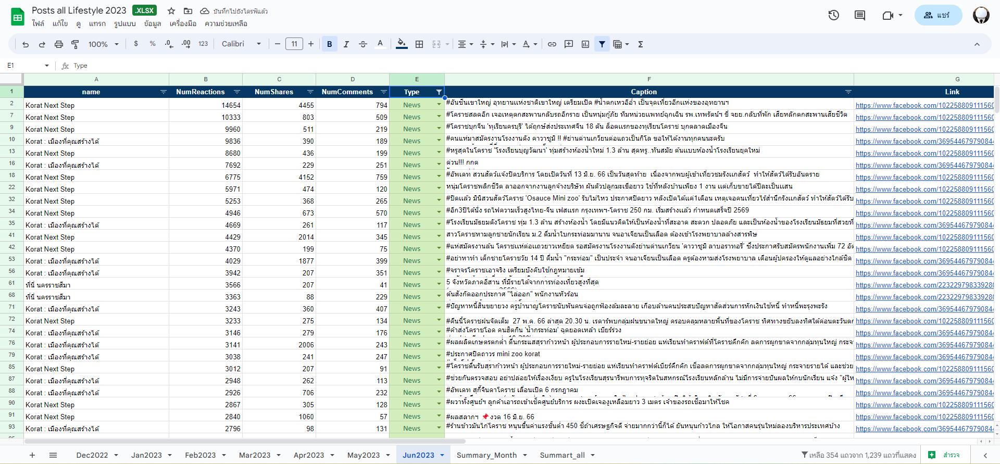 Posts all Lifestyle 2023 .XLSX บันทึกไปยังไดรฟ์แล้ว
ไฟล์ แก้ไข ดู แทรก รูปแบบ ข้อมูล เครื่องมือ ความช่วยเหลือ
แชร์
100% $ % .0 .00 123 Calibri 11 B I A Σ
E1 fx Type
A B C D E F G
1 name NumReactions NumShares NumComments Type Caption Link
2 Korat Next Step 14654 4455 794 News #อันซีนเขาใหญ่ อุทยานแห่งชาติเขาใหญ่ เตรียมเปิด #น้ำตกเหวอีอ่ำ เป็นจุดเที่ยวอีกแห่งของอุทยานฯ https://www.facebook.com/102258809111560
7 Korat Next Step 10333 803 509 News #โคราชสลดอีก เจอเหตุตกสะพานกลับรถอีกราย เป็นหนุ่มกู้ภัย ทีมหน่วยแพทย์ฉุกเฉิน รพ.เทพรัตน์ฯ ขี่ จยย.กลับที่พัก เสียหลักตกสะพานเสียชีวิต https://www.facebook.com/102258809111560
9 Korat Next Step 9960 511 219 News #โคราชบุกจีน 'ทุเรียนครบุรี' ได้ฤกษ์ส่งประเทศจีน 18 ตัน ล็อตแรกของทุเรียนโคราช บุกตลาดเมืองจีน https://www.facebook.com/102258809111560
10 Korat : เมืองที่คุณสร้างได้ 9836 390 189 News #คนแห่มาสมัครงานโรงงานดัง คาวาซูมิ !! #ย่านด่านเกวียนต่อแถวเป็นกิโล ขอให้ได้งานทุกคนนะครับ https://www.facebook.com/369544679790844
13 Korat Next Step 8680 436 199 News #หรูสุดในโคราช 'โรงเรียนบุญวัฒนา' ทุ่มสร้างห้องน้ำใหม่ 1.3 ล้าน สุดหรู..ทันสมัย ต้นแบบห้องน้ำโรงเรียนยุคใหม่ https://www.facebook.com/102258809111560
16 Korat : เมืองที่คุณสร้างได้ 7692 229 251 News ด่วน!!! กกต https://www.facebook.com/369544679790844
18 Korat Next Step 6775 4152 759 News #อัพเดท สวนสัตว์แจ้งปิดบริการ โดยเปิดวันที่ 13 มิ.ย. 66 เป็นวันสุดท้าย เนื่องจากพบผู้เข้าเที่ยวชมรังแกสัตว์ ทำให้สัตว์ได้รับอันตราย https://www.facebook.com/102258809111560
22 Korat Next Step 5971 474 120 News หนุ่มโคราชพลิกชีวิต ลาออกจากงานลูกจ้างบริษัท ผันตัวปลูกมะเขือยาว ใช้ที่หลังบ้านเพียง 1 งาน แต่เก็บขายได้ปีละเป็นแสน https://www.facebook.com/102258809111560
32 Korat Next Step 5253 368 265 News #ปิดแล้ว มินิสวนสัตว์โคราช 'Osauce Mini zoo' รับไม่ไหว ประกาศปิดยาว หลังเปิดได้แค่1เดือน เหตุเจอคนเที่ยวไร้สำนึกรังแกสัตว์ ทำให้สัตว์ได้รับ https://www.facebook.com/102258809111560
34 Korat Next Step 4946 673 570 News #อีก3ปีได้นั่ง รถไฟความเร็วสูงไทย-จีน เฟสแรก กรุงเทพฯ-โคราช 250 กม. เริ่มสร้างแล้ว กำหนดเสร็จปี 2569 https://www.facebook.com/102258809111560
35 Korat : เมืองที่คุณสร้างได้ 4669 261 117 News #โรงเรียนมัธยมดังโคราช ทุ่ม 1.3 ล้าน สร้างห้องน้ำ โดยมีแนวคิดให้เป็นห้องน้ำที่สะอาด สะดวก ปลอดภัย และเป็นห้องน้ำของโรงเรียนมัธยมที่สวยที่ https://www.facebook.com/369544679790844
41 Korat Next Step 4429 2014 345 News สาวโคราชหามลูกชายนักเรียน ม.2 ดื่มน้ำใบกระท่อมมานาน จนอาเจียนเป็นเลือด ต้องเข้าโรงพยาบาลล้างสารพิษ https://www.facebook.com/102258809111560
42 Korat Next Step 4370 199 75 News #แห่สมัครงานล้น โคราชแห่ต่อแถวยาวเหยียด รอสมัครงานโรงงานดังย่านด่านเกวียน 'คาวาซูมิ ลาบอราทอรี่' ซึ่งประกาศรับสมัครพนักงานเพิ่ม 72 อัต https://www.facebook.com/102258809111560
53 Korat : เมืองที่คุณสร้างได้ 4029 1877 399 News #อย่าหาทำ เด็กชายโคราชวัย 14 ปี ดื่มน้ำ "กระท่อม" เป็นประจำ จนอาเจียนเป็นเลือด ครูต้องหามส่งโรงพยาบาล เตือนผู้ปครองให้ดูแลอย่างใกล้ชิด https://www.facebook.com/369544679790844
56 Korat : เมืองที่คุณสร้างได้ 3942 207 351 News #จราจรโคราชเอาจริง เตรียมบังคับใช้กฎหมายเข้ม https://www.facebook.com/369544679790844
61 ที่นี่ นครราชสีมา 3566 207 41 News 5 จังหวัดภาคอีสาน ที่มีรายได้จากการท่องเที่ยวสูงที่สุด https://www.facebook.com/223229798339280
68 ที่นี่ นครราชสีมา 3363 88 229 News ต้นสังกัดออกประกาศ "ไล่ออก" พนักงานหัวร้อน https://www.facebook.com/223229798339280
71 Korat : เมืองที่คุณสร้างได้ 3243 360 407 News #ปัญหาหนี้สิ้นขยายวง ครูบำนาญโคราชนับพันคนจ่อถูกฟ้องล้มละลาย เกือบล้านคนประสบปัญหาสัดส่วนการหักเงินใช้หนี้ ทำหนี้พะรุงพะรัง https://www.facebook.com/369544679790844
72 Korat Next Step 3233 275 134 News #คืนนี้โคราชฝนจัดเต็ม 27 พ.ค. 66 ล่าสุด 20.30 น. เรดาร์พบกลุ่มฝนขนาดใหญ่ ครอบคลุมหลายพื้นที่ของโคราช ทิศทางขยับลงทิศใต้ค่อนตะวันตก https://www.facebook.com/102258809111560
74 Korat : เมืองที่คุณสร้างได้ 3146 279 176 News #ค้าส่งโคราชโอด คนฮิตกิน 'น้ำกระท่อม' ฉุดยอดเหล้า เบียร์ร่วง https://www.facebook.com/369544679790844
76 Korat : เมืองที่คุณสร้างได้ 3141 2006 243 News #ผลผลิตเกษตรตกต่ำ ตื่นกระแสสุราก้าวหน้า ผู้ประกอบการรายใหม่-รายย่อย แห่เรียนทำคราฟต์ที่โคราชคึกคัก ลดการผูกขาดจากกลุ่มทุนใหญ่ กระจา https://www.facebook.com/369544679790844
79 Korat : เมืองที่คุณสร้างได้ 3038 241 247 News #ประกาศปิดถาวร mini zoo korat https://www.facebook.com/369544679790844
85 Korat Next Step 3012 207 91 News #โคราชตื่นรับสุราก้าวหน้า ผู้ประกอบการรายใหม่-รายย่อย แห่เรียนทำคราฟต์เบียร์คึกคัก เชื่อลดการผูกขาดจากกลุ่มทุนใหญ่ กระจายรายได้ และช่วย https://www.facebook.com/102258809111560
87 Korat : เมืองที่คุณสร้างได้ 2948 262 113 News #ช่วยกันตรวจสอบ อย่าปล่อยให้เรื่องเงียบ ครูในโรงเรียนสุรนารีพบการทุจริตในสหกรณ์โรงเรียนหลักล้าน ไม่มีการจ่ายปันผลให้กับนักเรียน แจ้ง "ผู้ให https://www.facebook.com/369544679790844
88 Korat : เมืองที่คุณสร้างได้ 2926 706 232 News #อัพเดท สุกี้จินดาโคราช เลื่อนเปิด 6 กรกฎาคม https://www.facebook.com/369544679790844
90 Korat Next Step 2867 305 128 News #ผวาทั้งศูนย์ฯ ลูกค้าเอารถเข้าเช็คศูนย์บริการ ผงะเปิดเจองูเหลือมยาว 3 เมตร เจ้าของรถเชื่อมาให้โชค https://www.facebook.com/102258809111560
91 Korat Next Step 2840 1060 57 News #ผลสลากฯ 📌งวด 16 มิ.ย. 66 https://www.facebook.com/102258809111560
93 Korat : เมืองที่คุณสร้างได้ 2796 98 131 News #ร้านข้าวมันไก่โคราช หนุนขึ้นค่าแรงขั้นต่ำ 450 ชี้ถ้าเศรษฐกิจดี จ่ายมากกว่านี้ก็ได้ ยันหนุนก้าวไกล ให้โอกาสคนรุ่นใหม่ลองบริหารประเทศบ้าง https://www.facebook.com/369544679790844
Dec2022 Jan2023 Feb2023 Mar2023 Apr2023 May2023 Jun2023 Summary_Month Summart_all เหลือ 354 แถวจาก 1,239 แถวที่แสดง สำรวจ